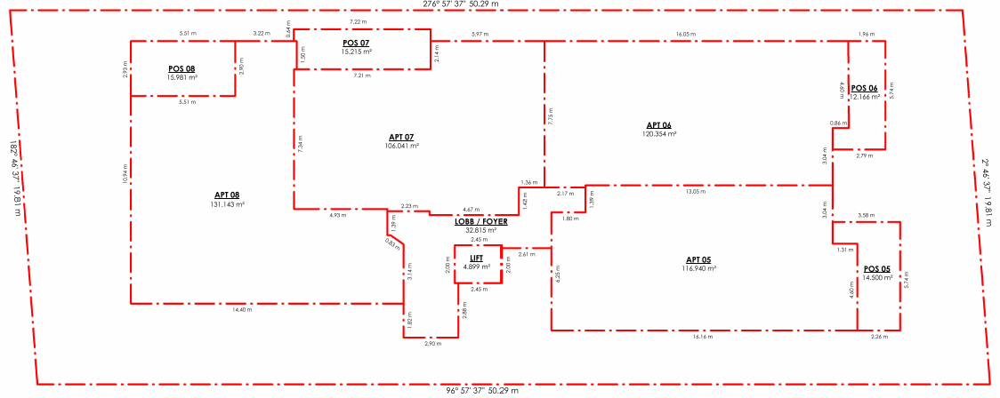 276° 57' 37" 50.29 m
7.22 m
0.64 m
5.51 m
3.22 m
5.97 m
16.05 m
1.96 m
POS 07
15.215 m²
1.50 m
2.14 m
2.93 m
POS 08
15.981 m²
2.90 m
7.21 m
5.51 m
4.60 m
POS 06
12.166 m²
5.74 m
7.75 m
0.86 m
APT 06
120.354 m²
APT 07
106.041 m²
7.34 m
3.04 m
2.79 m
182° 46' 37" 19.81 m
2° 46' 37" 19.81 m
10.94 m
1.36 m
2.17 m
13.05 m
APT 08
131.143 m²
1.42 m
1.39 m
2.23 m
4.67 m
4.93 m
1.80 m
3.04 m
3.58 m
LOBB / FOYER
32.815 m²
1.39 m
0.83 m
2.45 m
2.61 m
1.31 m
LIFT
4.899 m²
2.00 m
2.00 m
APT 05
116.940 m²
6.25 m
3.14 m
2.45 m
POS 05
14.500 m²
5.74 m
4.60 m
14.40 m
2.88 m
1.82 m
2.90 m
16.16 m
2.26 m
96° 57' 37" 50.29 m